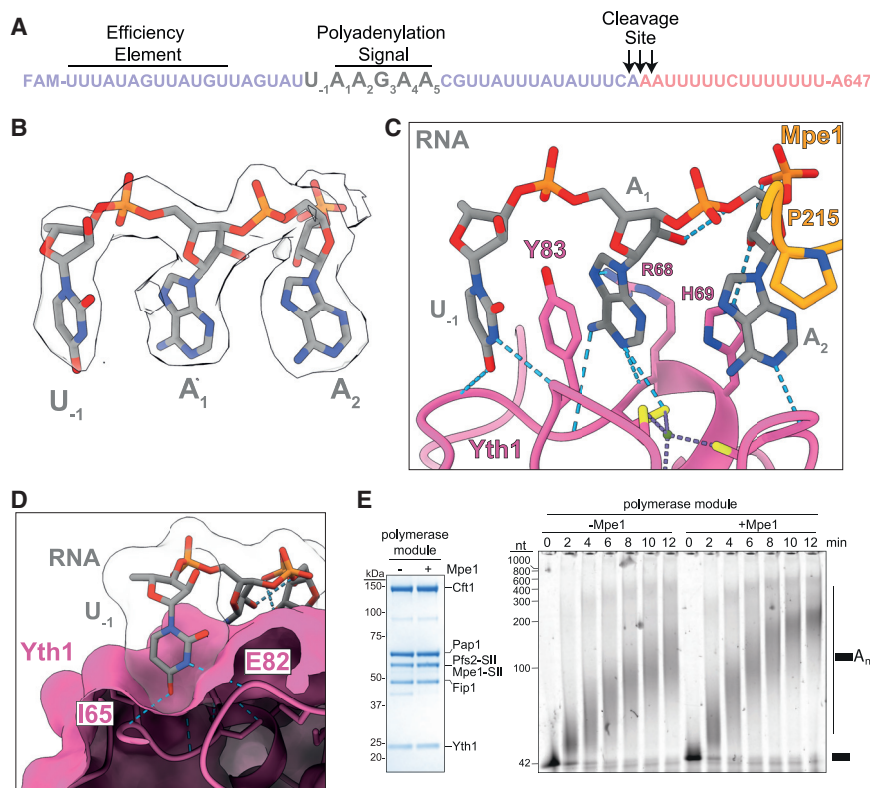 A
Efficiency Element
Polyadenylation Signal
Cleavage Site
FAM-UUUAUAGUUAUGUUAGUAUU-1A1A2G3A4A5CGUUAUUUAUAUUUCAAAUUUUUCUUUUUUU-A647
B
U-1
A1
A2
C
RNA
Mpe1
A1
P215
Y83
R68
H69
U-1
A2
Yth1
D
RNA
U-1
Yth1
E82
I65
E
polymerase module
- + Mpe1
kDa
150
100
75
50
37
25
20
Cft1
Pap1
Pfs2-SII
Mpe1-SII
Fip1
Yth1
polymerase module
-Mpe1 +Mpe1
nt 0 2 4 6 8 10 12 0 2 4 6 8 10 12 min
1000
800
600
400
300
200
100
42
An